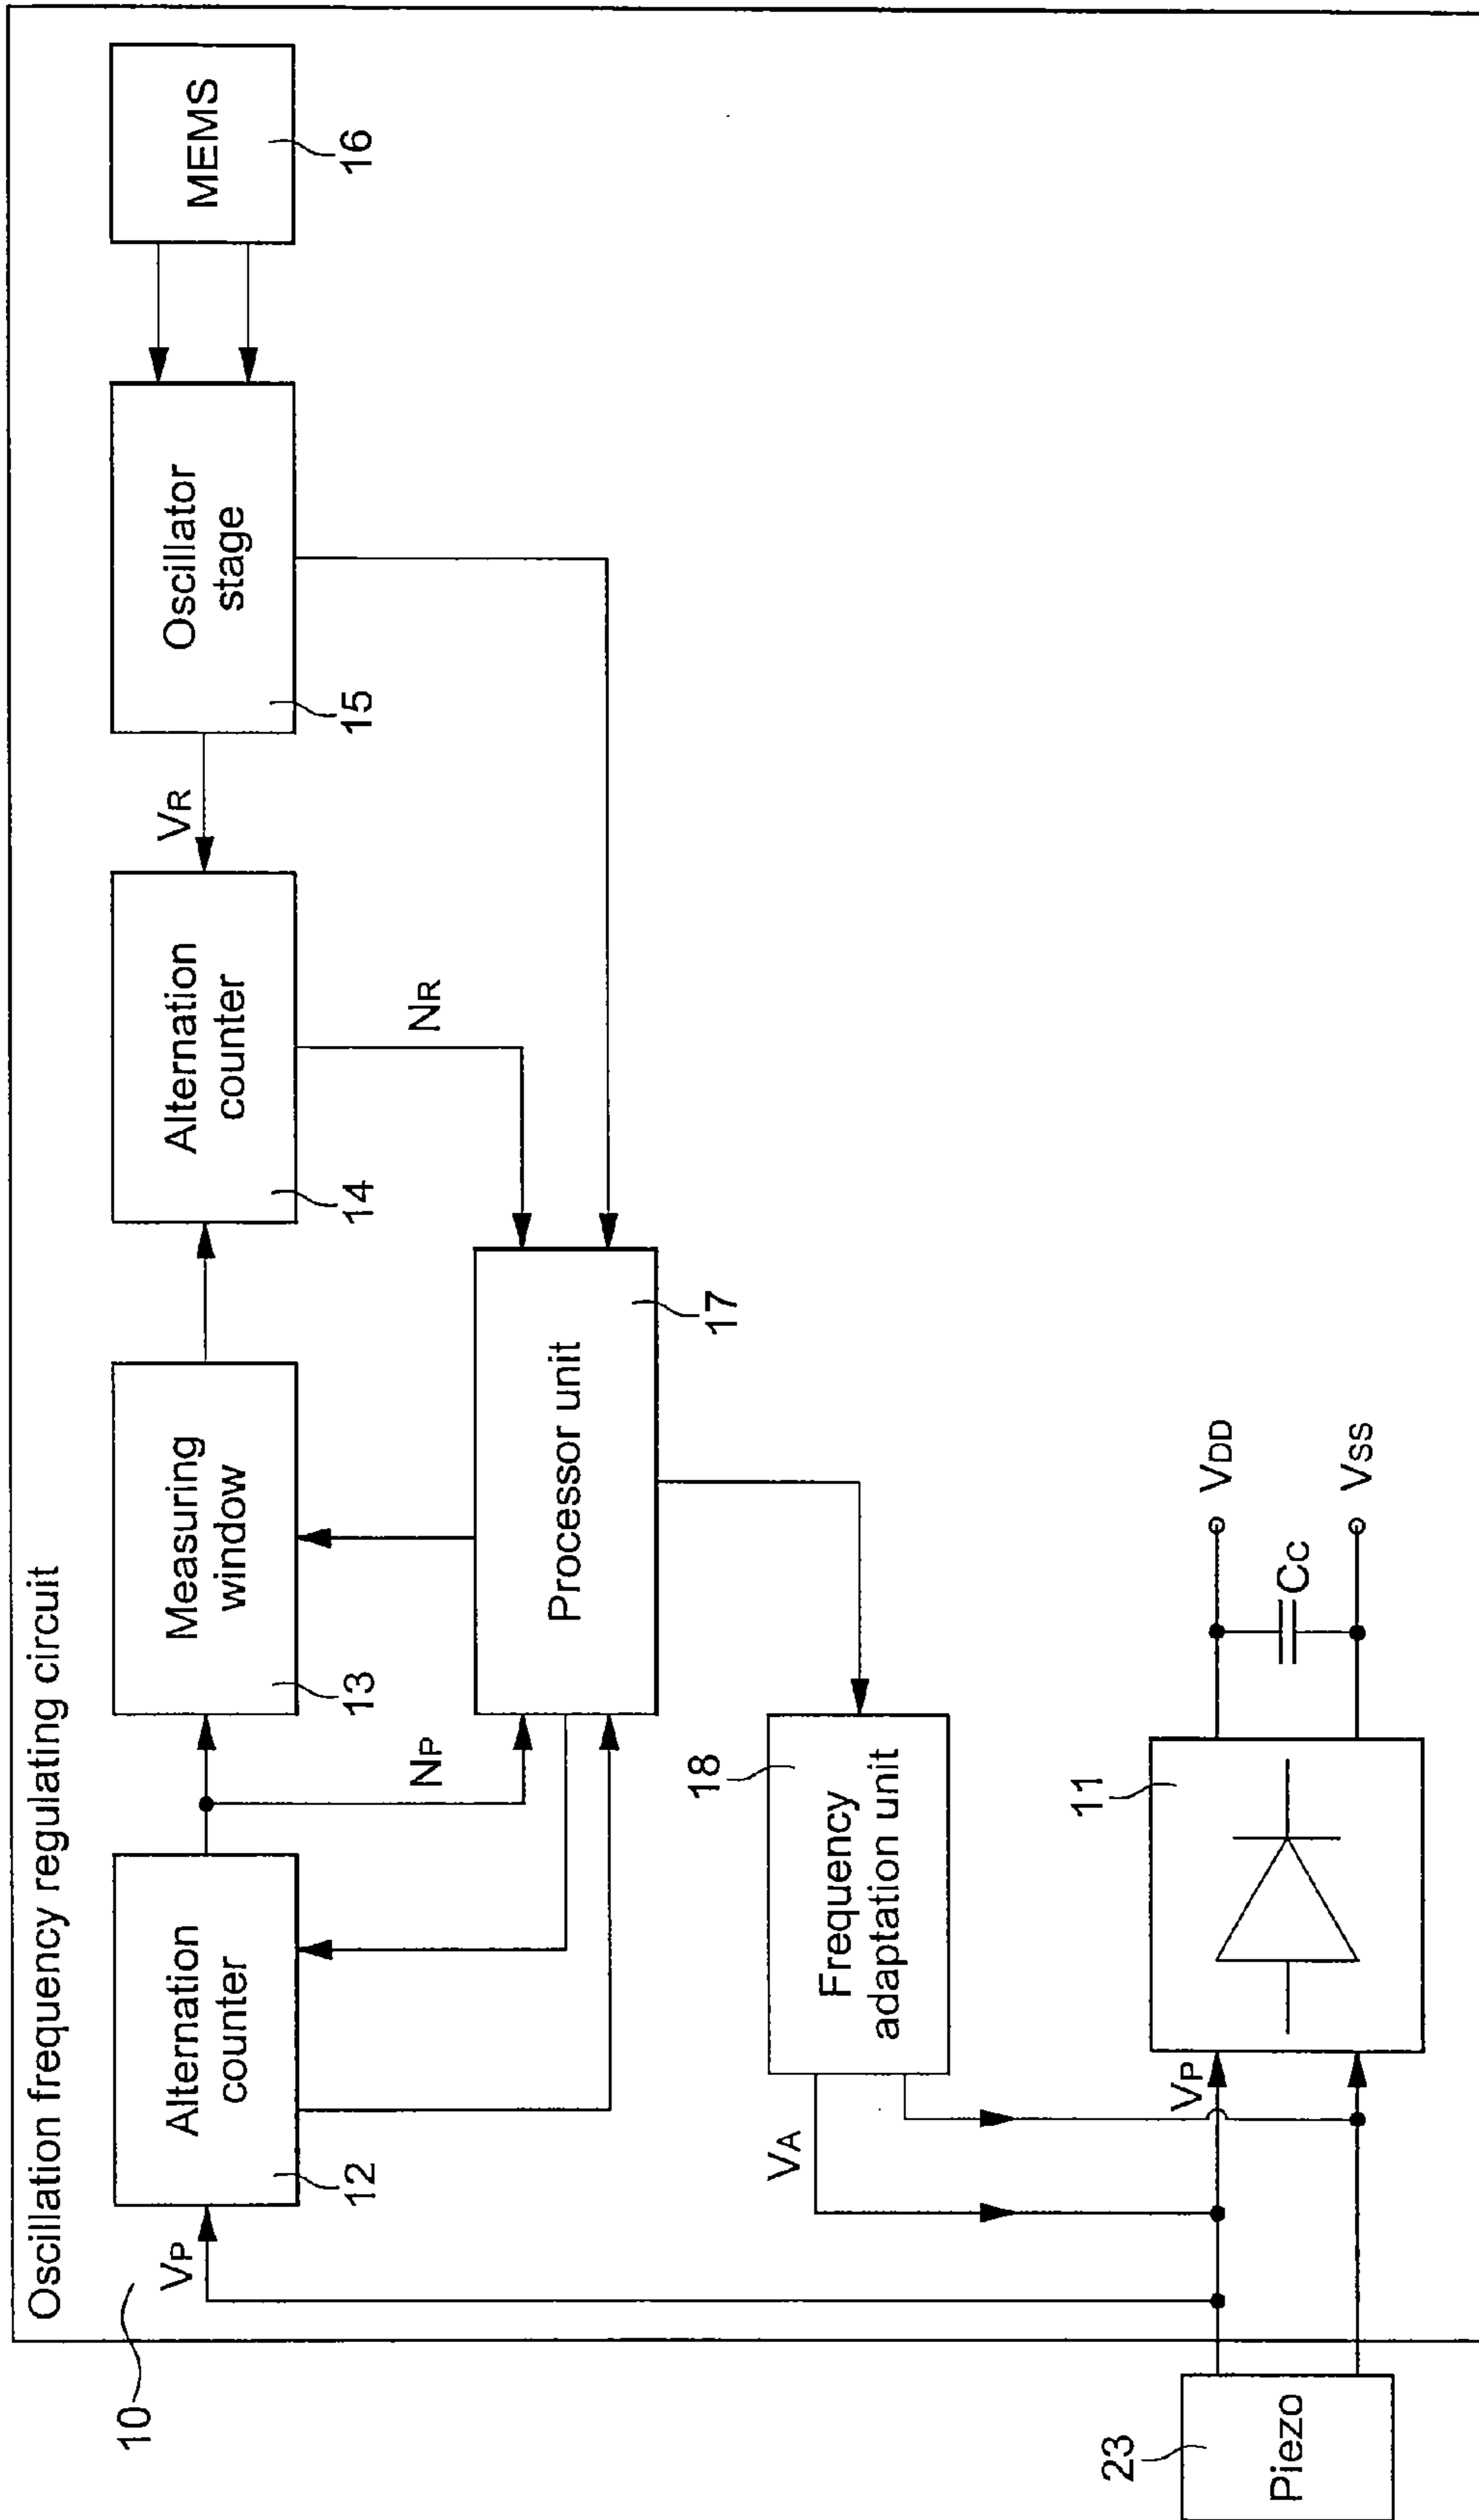 Oscillation frequency regulating circuit
10
VP
Alternation
counter
12
NP
Measuring
window
13
Alternation
counter
14
NR
VR
Oscillator
stage
15
MEMS
16
Processor unit
17
Frequency
adaptation unit
18
VA
VP
11
CC
VDD
VSS
Piezo
23